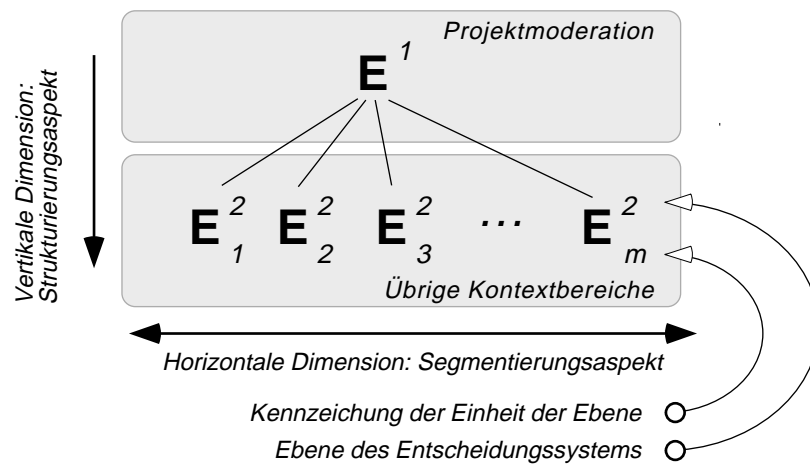 Projektmoderation
E 1
Vertikale Dimension:
Strukturierungsaspekt
E 2 1 E 2 2 E 2 3 ... E 2 m
Übrige Kontextbereiche
Horizontale Dimension: Segmentierungsaspekt
Kennzeichung der Einheit der Ebene
Ebene des Entscheidungssystems